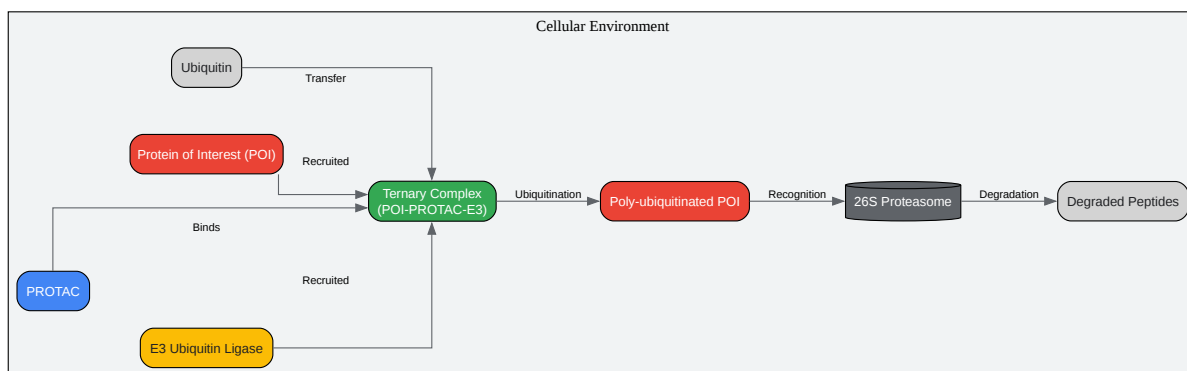 Cellular Environment
Ubiquitin
Transfer
Protein of Interest (POI)
Recruited
Ternary Complex
(POI-PROTAC-E3)
Ubiquitination
Poly-ubiquitinated POI
Recognition
26S Proteasome
Degradation
Degraded Peptides
Binds
PROTAC
Recruited
E3 Ubiquitin Ligase